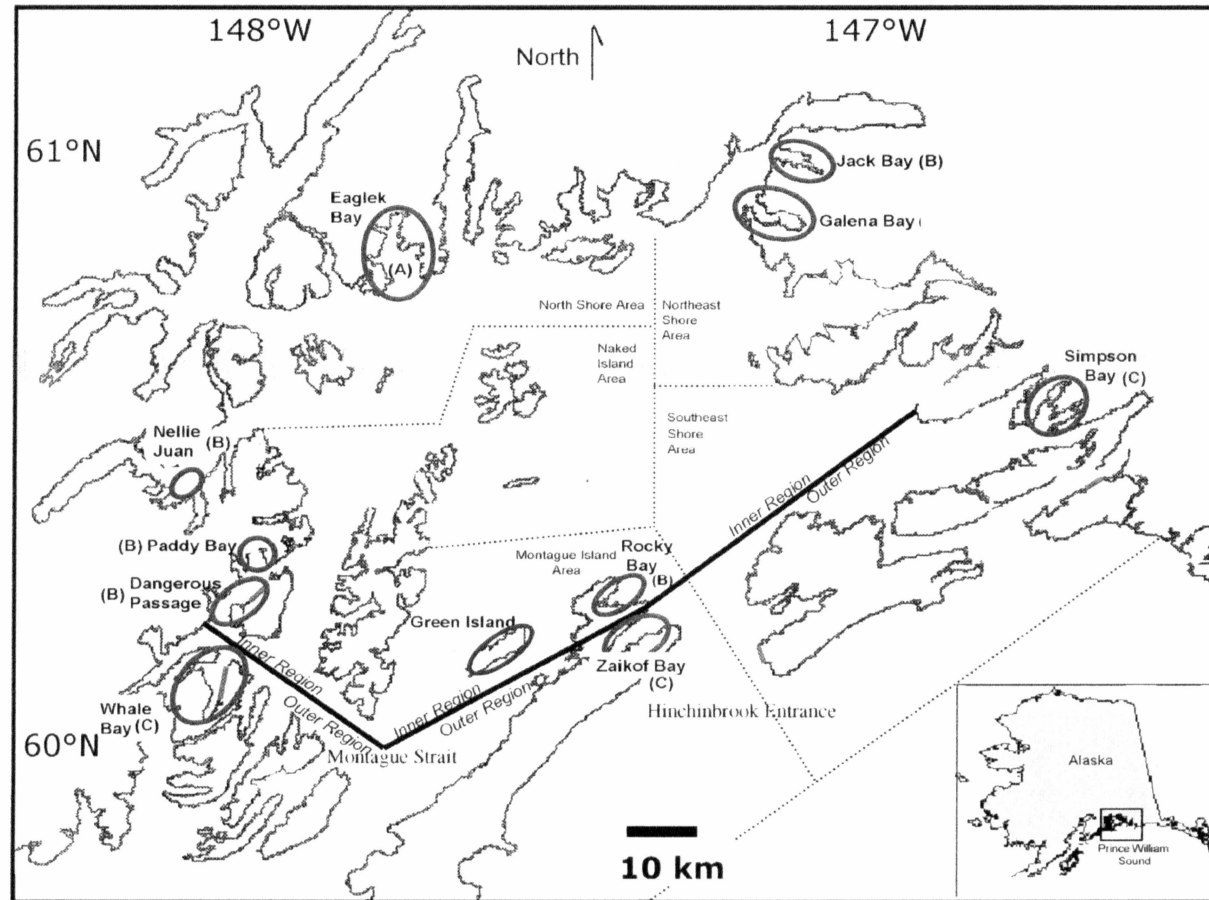 148°W
147°W
North
61°N
Jack Bay (B)
Eaglek
Bay
(A)
Galena Bay (
North Shore Area
Northeast
Shore
Area
Naked
Island
Area
Simpson
Bay (C)
Nellie
Juan
(B)
Southeast
Shore
Area
Inner Region
Outer Region
(B) Paddy Bay
Montague Island
Area
Rocky
Bay
(B)
(B)
Dangerous
Passage
Green Island
Zaikof Bay
(C)
Inner Region
Outer Region
Inner Region
Outer Region
Whale
Bay (C)
Hinchinbrook Entrance
60°N
Montague Strait
Alaska
10 km
Prince William
Sound